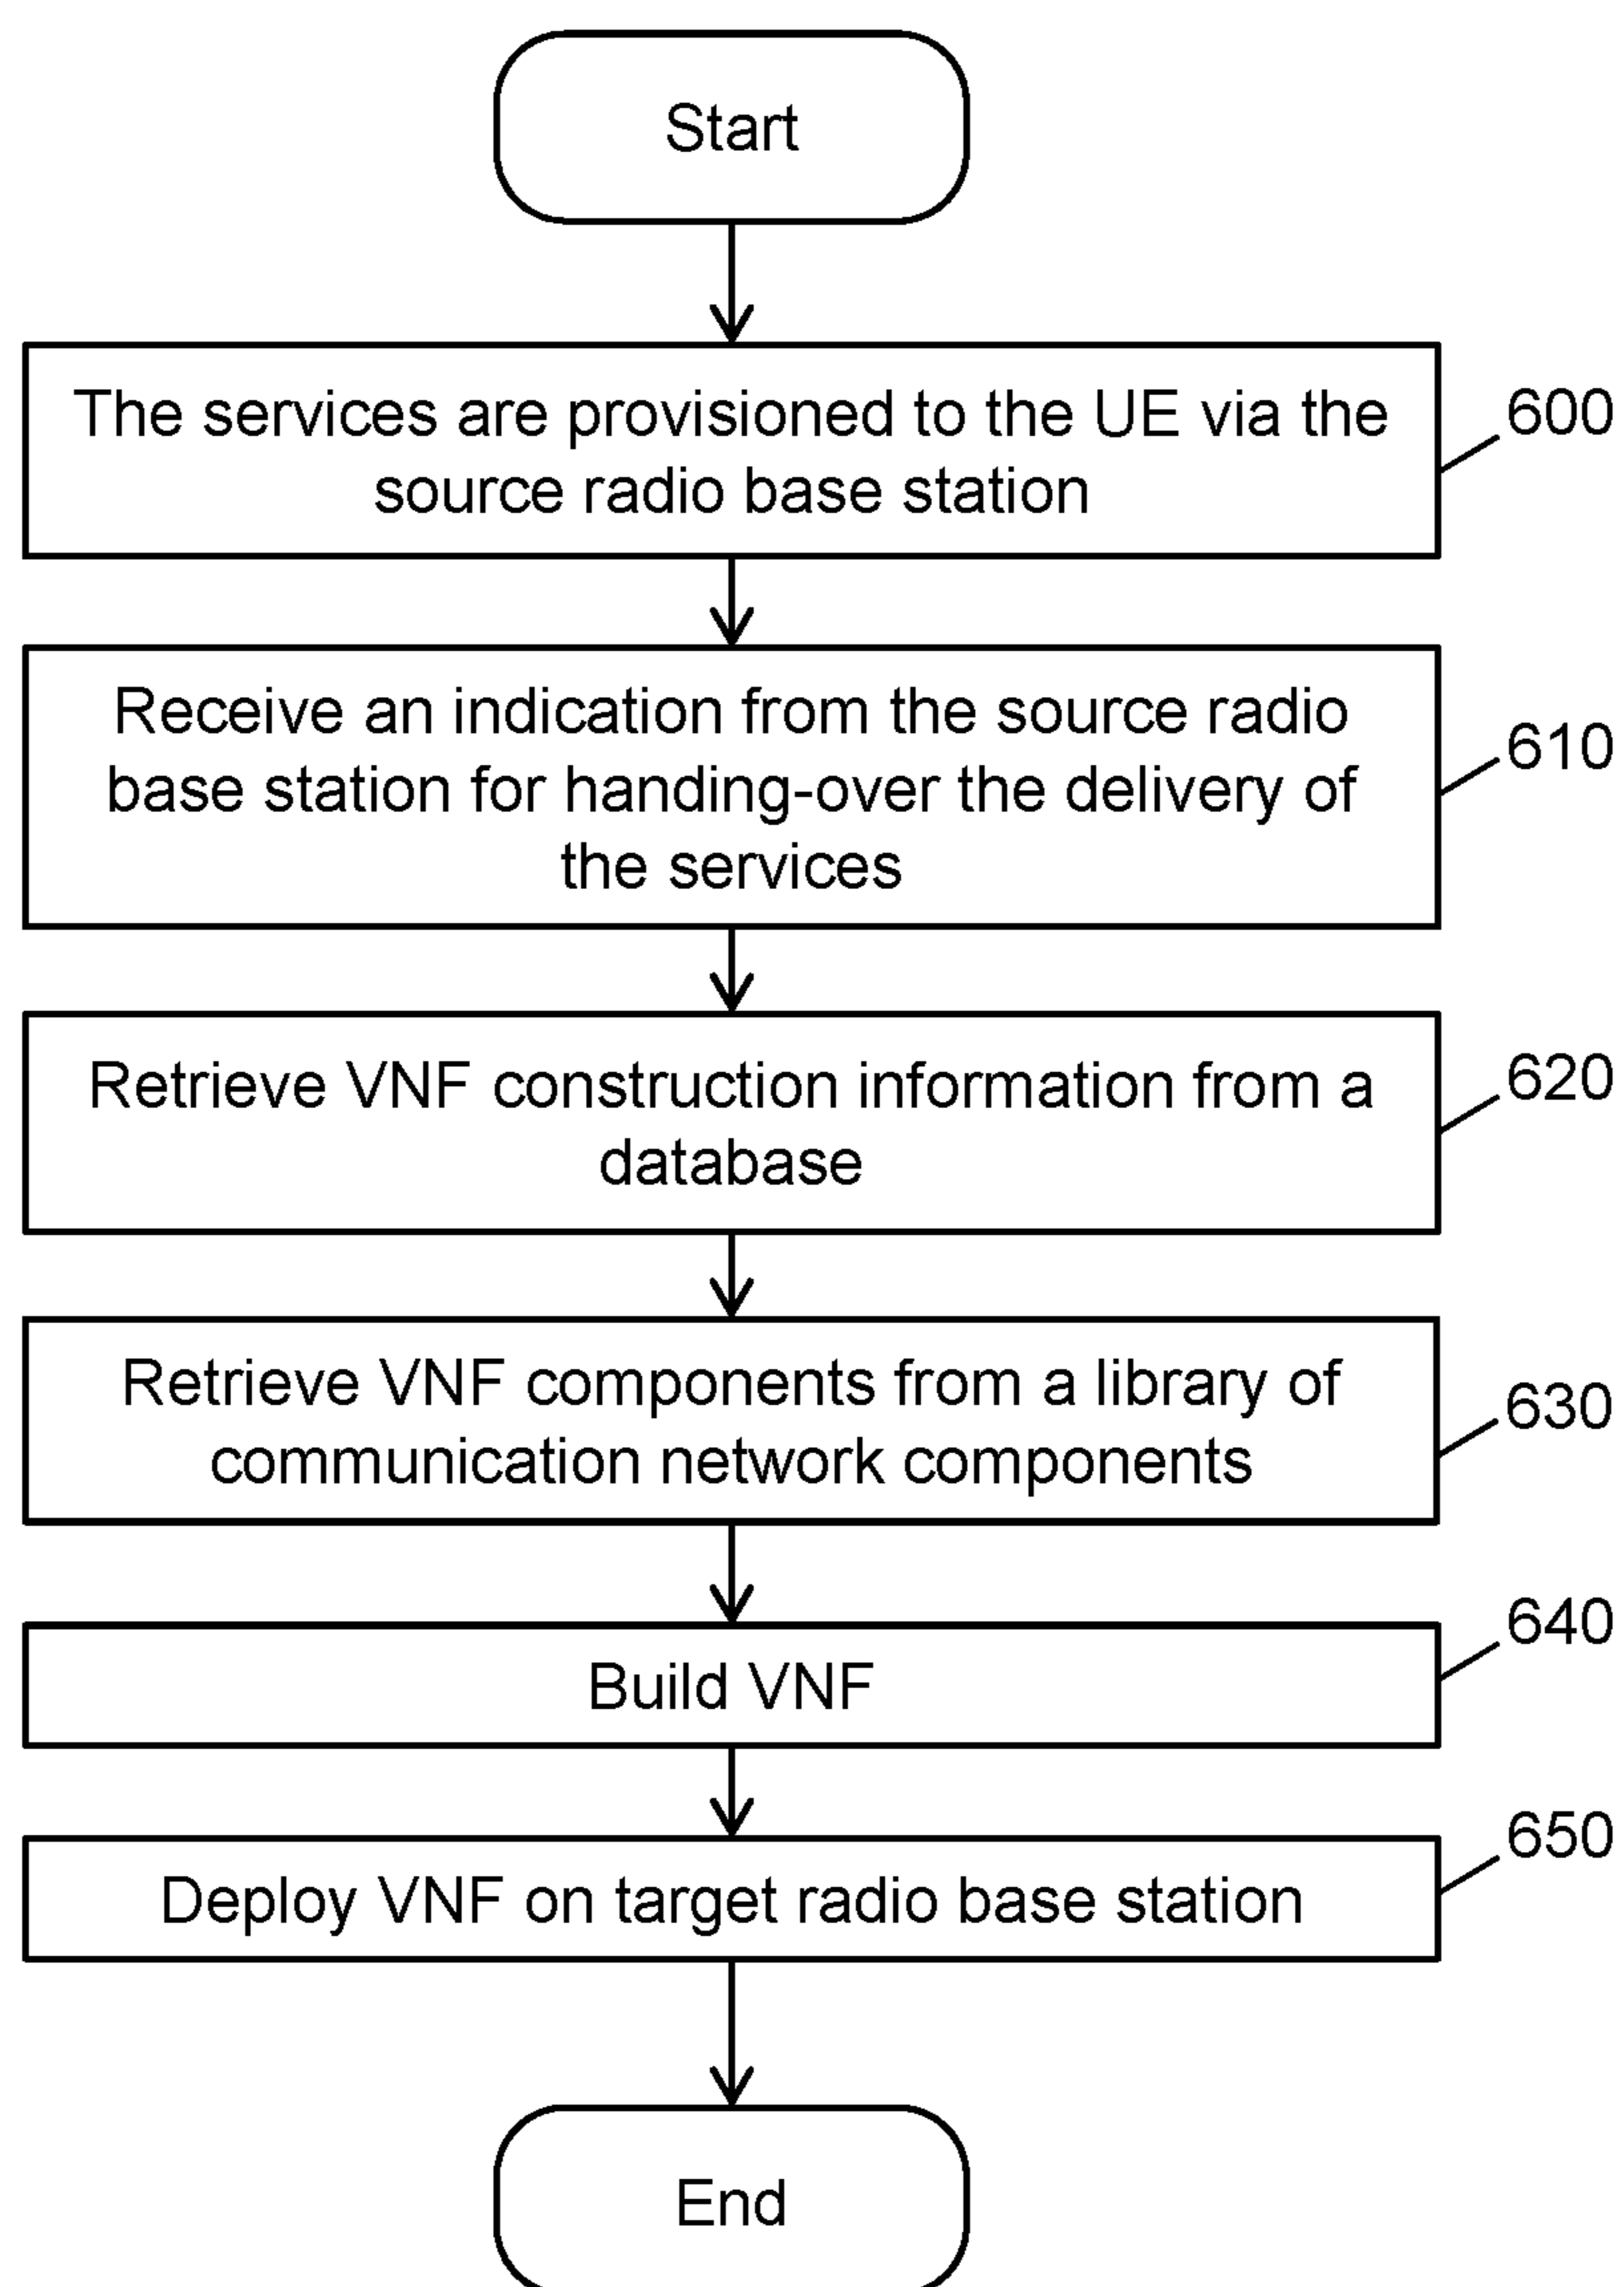 Start
The services are provisioned to the UE via the
source radio base station
600
Receive an indication from the source radio
base station for handing-over the delivery of
the services
610
Retrieve VNF construction information from a
database
620
Retrieve VNF components from a library of
communication network components
630
Build VNF
640
Deploy VNF on target radio base station
650
End